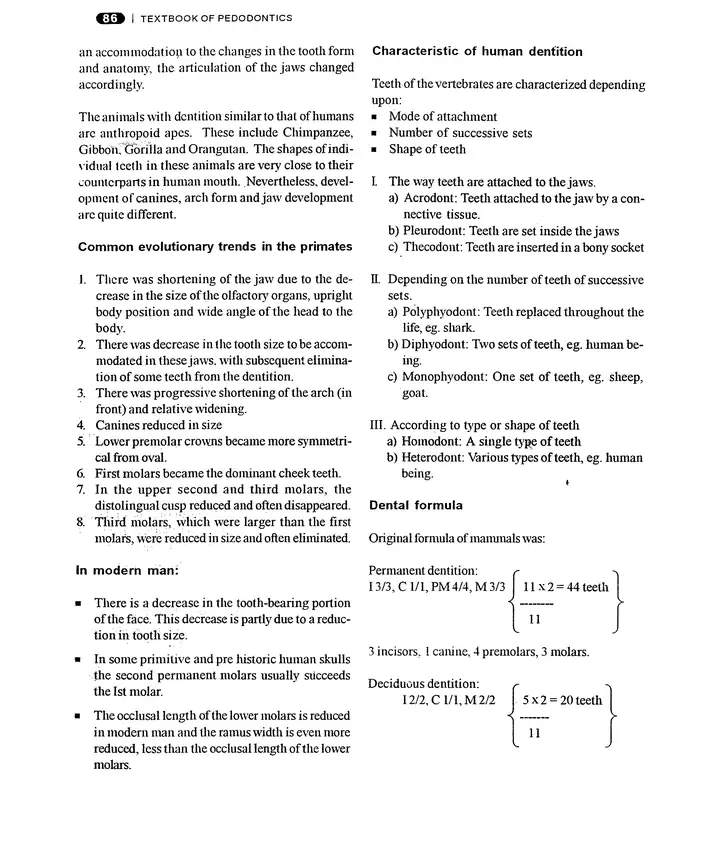 86 | TEXTBOOK OF PEDODONTICS
an accommodation to the changes in the tooth form
and anatomy, the articulation of the jaws changed
accordingly.
The animals with dentition similar to that of humans
are anthropoid apes. These include Chimpanzee,
Gibbon, Gorilla and Orangutan. The shapes of indi-
vidual teeth in these animals are very close to their
counterparts in human mouth. Nevertheless, devel-
opment of canines, arch form and jaw development
are quite different.
Common evolutionary trends in the primates
1. There was shortening of the jaw due to the de-
crease in the size of the olfactory organs, upright
body position and wide angle of the head to the
body.
2. There was decrease in the tooth size to be accom-
modated in these jaws, with subsequent elimina-
tion of some teeth from the dentition.
3. There was progressive shortening of the arch (in
front) and relative widening.
4. Canines reduced in size
5. Lower premolar crowns became more symmetri-
cal from oval.
6. First molars became the dominant cheek teeth.
7. In the upper second and third molars, the
distolingual cusp reduced and often disappeared.
8. Third molars, which were larger than the first
molars, were reduced in size and often eliminated.
In modern man:
▪ There is a decrease in the tooth-bearing portion
of the face. This decrease is partly due to a reduc-
tion in tooth size.
▪ In some primitive and pre historic human skulls
the second permanent molars usually succeeds
the Ist molar.
▪ The occlusal length of the lower molars is reduced
in modern man and the ramus width is even more
reduced, less than the occlusal length of the lower
molars.
Characteristic of human dentition
Teeth of the vertebrates are characterized depending
upon:
▪ Mode of attachment
▪ Number of successive sets
▪ Shape of teeth
I. The way teeth are attached to the jaws.
a) Acrodont: Teeth attached to the jaw by a con-
nective tissue.
b) Pleurodont: Teeth are set inside the jaws
c) Thecodont: Teeth are inserted in a bony socket
II. Depending on the number of teeth of successive
sets.
a) Polyphyodont: Teeth replaced throughout the
life, eg. shark.
b) Diphyodont: Two sets of teeth, eg. human be-
ing.
c) Monophyodont: One set of teeth, eg. sheep,
goat.
III. According to type or shape of teeth
a) Homodont: A single type of teeth
b) Heterodont: Various types of teeth, eg. human
being.
Dental formula
Original formula of mammals was:
Permanent dentition:
I 3/3, C 1/1, PM 4/4, M 3/3 { 11 x 2 = 44 teeth }
-------
11
3 incisors, 1 canine, 4 premolars, 3 molars.
Deciduous dentition:
I 2/2, C 1/1, M 2/2 { 5 x 2 = 20 teeth }
-------
11